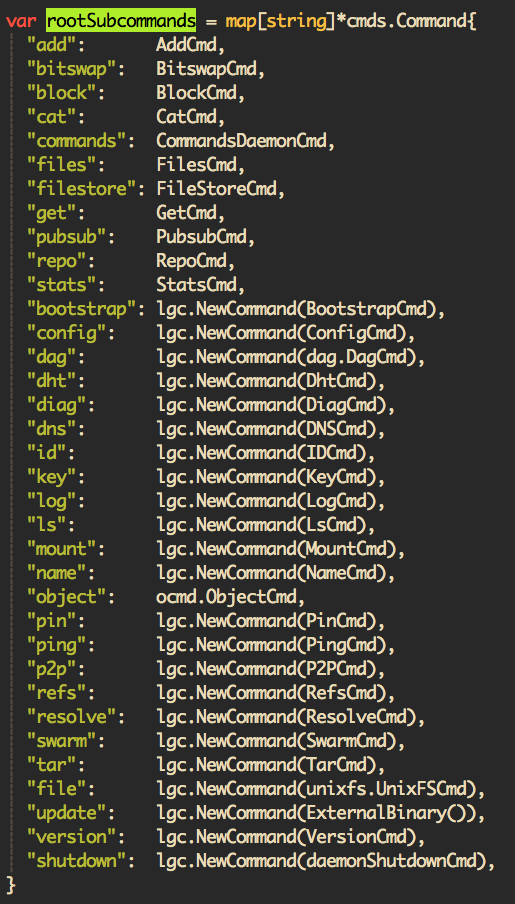 var rootSubcommands = map[string]*cmds.Command{
"add": AddCmd,
"bitswap": BitswapCmd,
"block": BlockCmd,
"cat": CatCmd,
"commands": CommandsDaemonCmd,
"files": FilesCmd,
"filestore": FileStoreCmd,
"get": GetCmd,
"pubsub": PubsubCmd,
"repo": RepoCmd,
"stats": StatsCmd,
"bootstrap": lgc.NewCommand(BootstrapCmd),
"config": lgc.NewCommand(ConfigCmd),
"dag": lgc.NewCommand(dag.DagCmd),
"dht": lgc.NewCommand(DhtCmd),
"diag": lgc.NewCommand(DiagCmd),
"dns": lgc.NewCommand(DNSCmd),
"id": lgc.NewCommand(IDCmd),
"key": lgc.NewCommand(KeyCmd),
"log": lgc.NewCommand(LogCmd),
"ls": lgc.NewCommand(LsCmd),
"mount": lgc.NewCommand(MountCmd),
"name": lgc.NewCommand(NameCmd),
"object": ocmd.ObjectCmd,
"pin": lgc.NewCommand(PinCmd),
"ping": lgc.NewCommand(PingCmd),
"p2p": lgc.NewCommand(P2PCmd),
"refs": lgc.NewCommand(RefsCmd),
"resolve": lgc.NewCommand(ResolveCmd),
"swarm": lgc.NewCommand(SwarmCmd),
"tar": lgc.NewCommand(TarCmd),
"file": lgc.NewCommand(unixfs.UnixFSCmd),
"update": lgc.NewCommand(ExternalBinary()),
"version": lgc.NewCommand(VersionCmd),
"shutdown": lgc.NewCommand(daemonShutdownCmd),
}